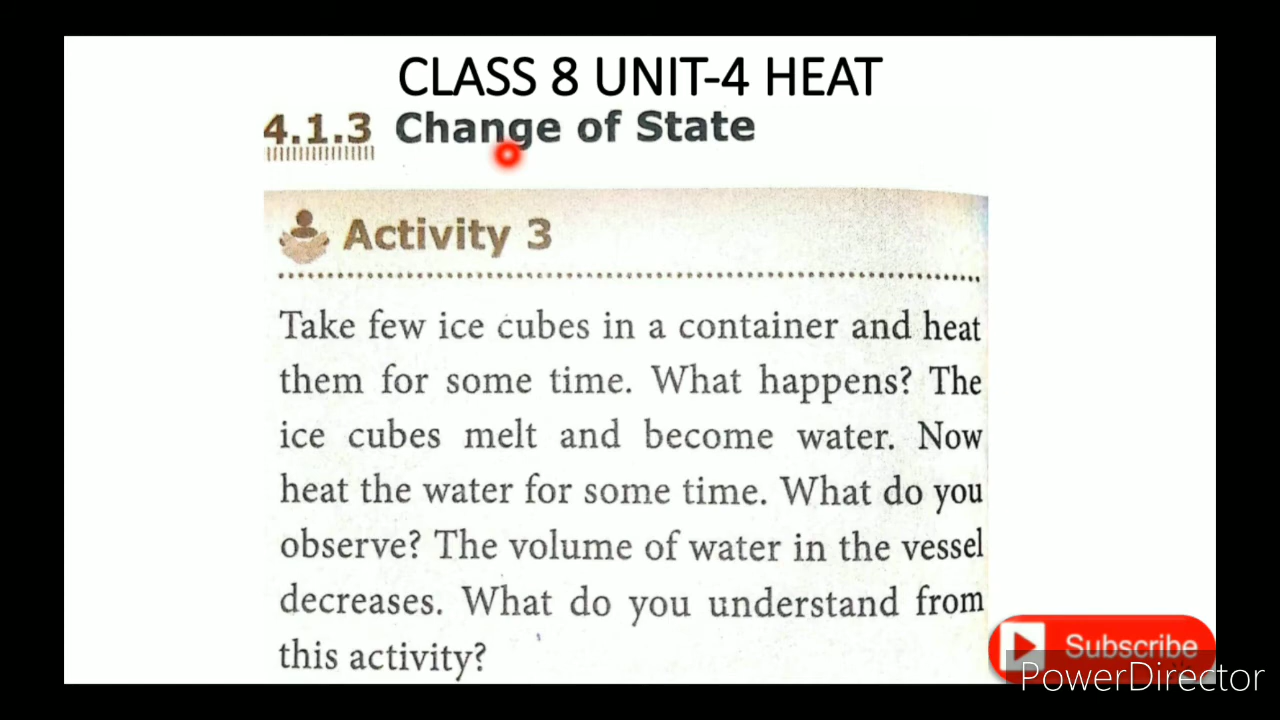 CLASS 8 UNIT-4 HEAT
4.1.3 Change of State
Activity 3
Take few ice cubes in a container and heat
them for some time. What happens? The
ice cubes melt and become water. Now
heat the water for some time. What do you
observe? The volume of water in the vessel
decreases. What do you understand from
this activity?
Subscribe
PowerDirector